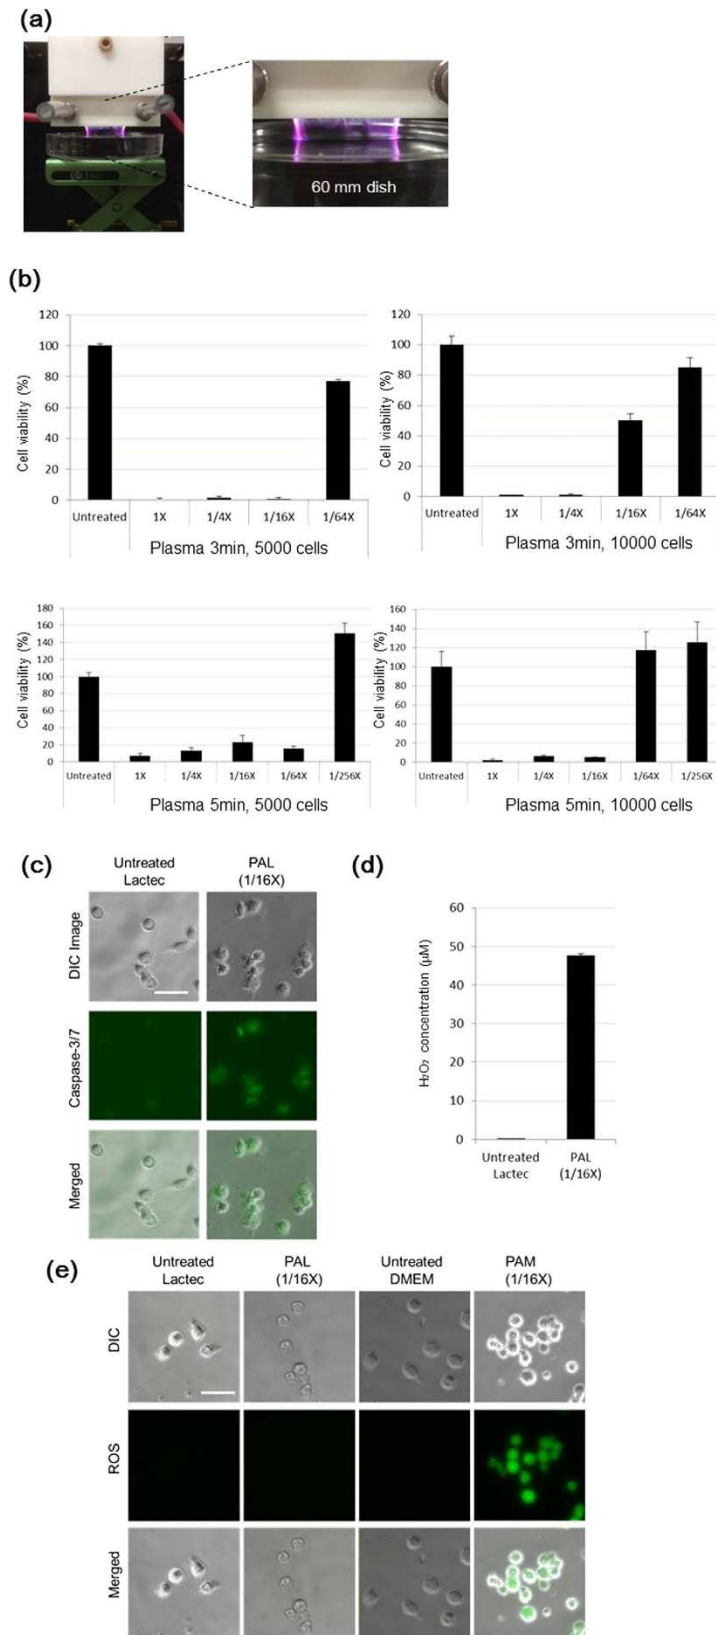 (a)
60 mm dish
(b)
Cell viability (%)
120
100
80
60
40
20
0
Untreated
1X
1/4X
1/16X
1/64X
Plasma 3min, 5000 cells
Cell viability (%)
120
100
80
60
40
20
0
Untreated
1X
1/4X
1/16X
1/64X
Plasma 3min, 10000 cells
Cell viability (%)
180
160
140
120
100
80
60
40
20
0
Untreated
1X
1/4X
1/16X
1/64X
1/256X
Plasma 5min, 5000 cells
Cell viability (%)
160
140
120
100
80
60
40
20
0
Untreated
1X
1/4X
1/16X
1/64X
1/256X
Plasma 5min, 10000 cells
(c)
Untreated
Lactec
PAL
(1/16X)
DIC Image
Caspase-3/7
Merged
(d)
H₂O₂ concentration (μM)
60
50
40
30
20
10
0
Untreated
Lactec
PAL
(1/16X)
(e)
Untreated
Lactec
PAL
(1/16X)
Untreated
DMEM
PAM
(1/16X)
DIC
ROS
Merged